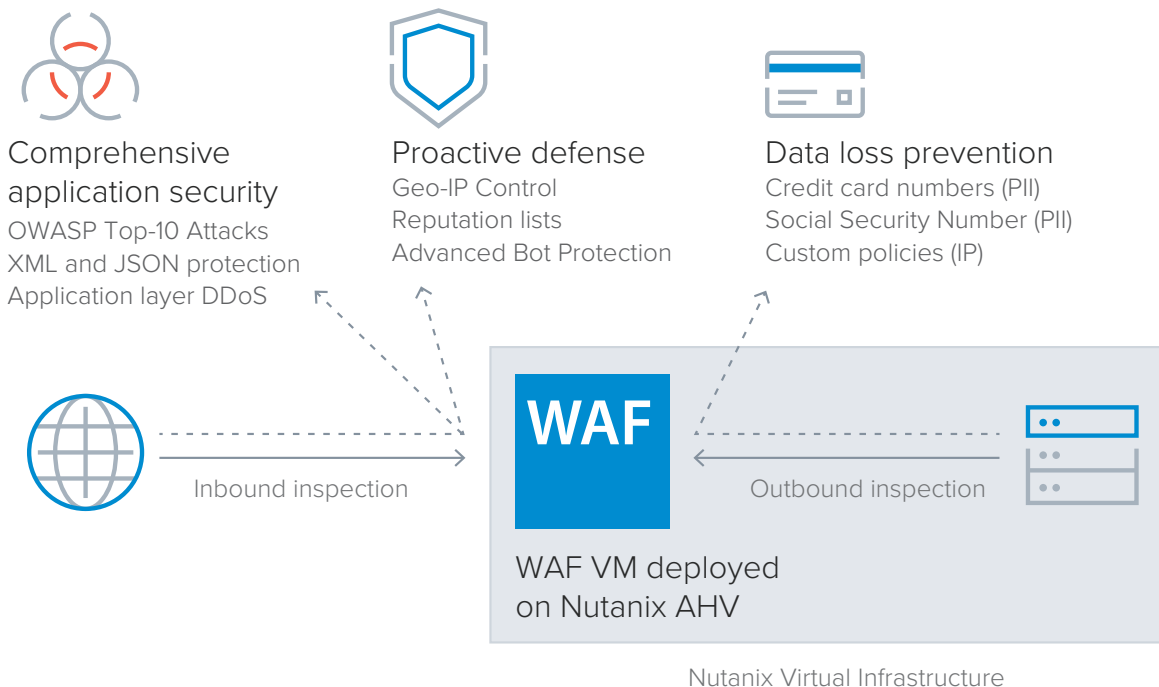 Comprehensive
application security
OWASP Top-10 Attacks
XML and JSON protection
Application layer DDoS
Proactive defense
Geo-IP Control
Reputation lists
Advanced Bot Protection
Data loss prevention
Credit card numbers (PII)
Social Security Number (PII)
Custom policies (IP)
Inbound inspection
WAF
Outbound inspection
WAF VM deployed
on Nutanix AHV
Nutanix Virtual Infrastructure